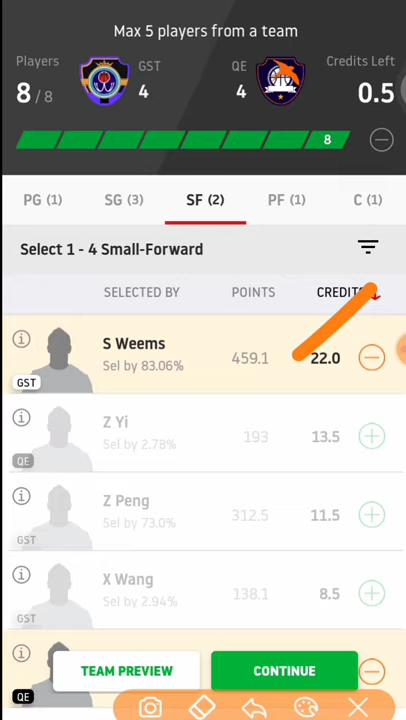 Max 5 players from a team
Players GST QE Credits Left
8 / 8 4 4 0.5
8
PG (1) SG (3) SF (2) PF (1) C (1)
Select 1 - 4 Small-Forward
SELECTED BY POINTS CREDITS
S Weems
Sel by 83.06% 459.1 22.0
GST
Z Yi
Sel by 2.78% 193 13.5
QE
Z Peng
Sel by 73.0% 312.5 11.5
GST
X Wang
Sel by 2.94% 138.1 8.5
GST
TEAM PREVIEW CONTINUE
QE